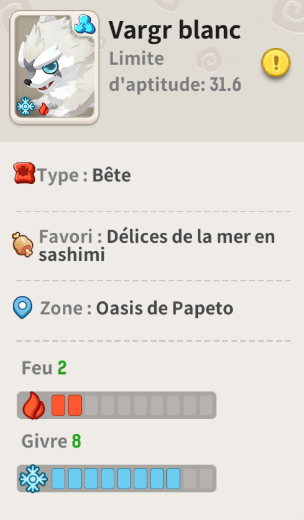 Vargr blanc
Limite
d'aptitude: 31.6
Type : Bête
Favori : Délices de la mer en
sashimi
Zone : Oasis de Papeto
Feu 2
Givre 8